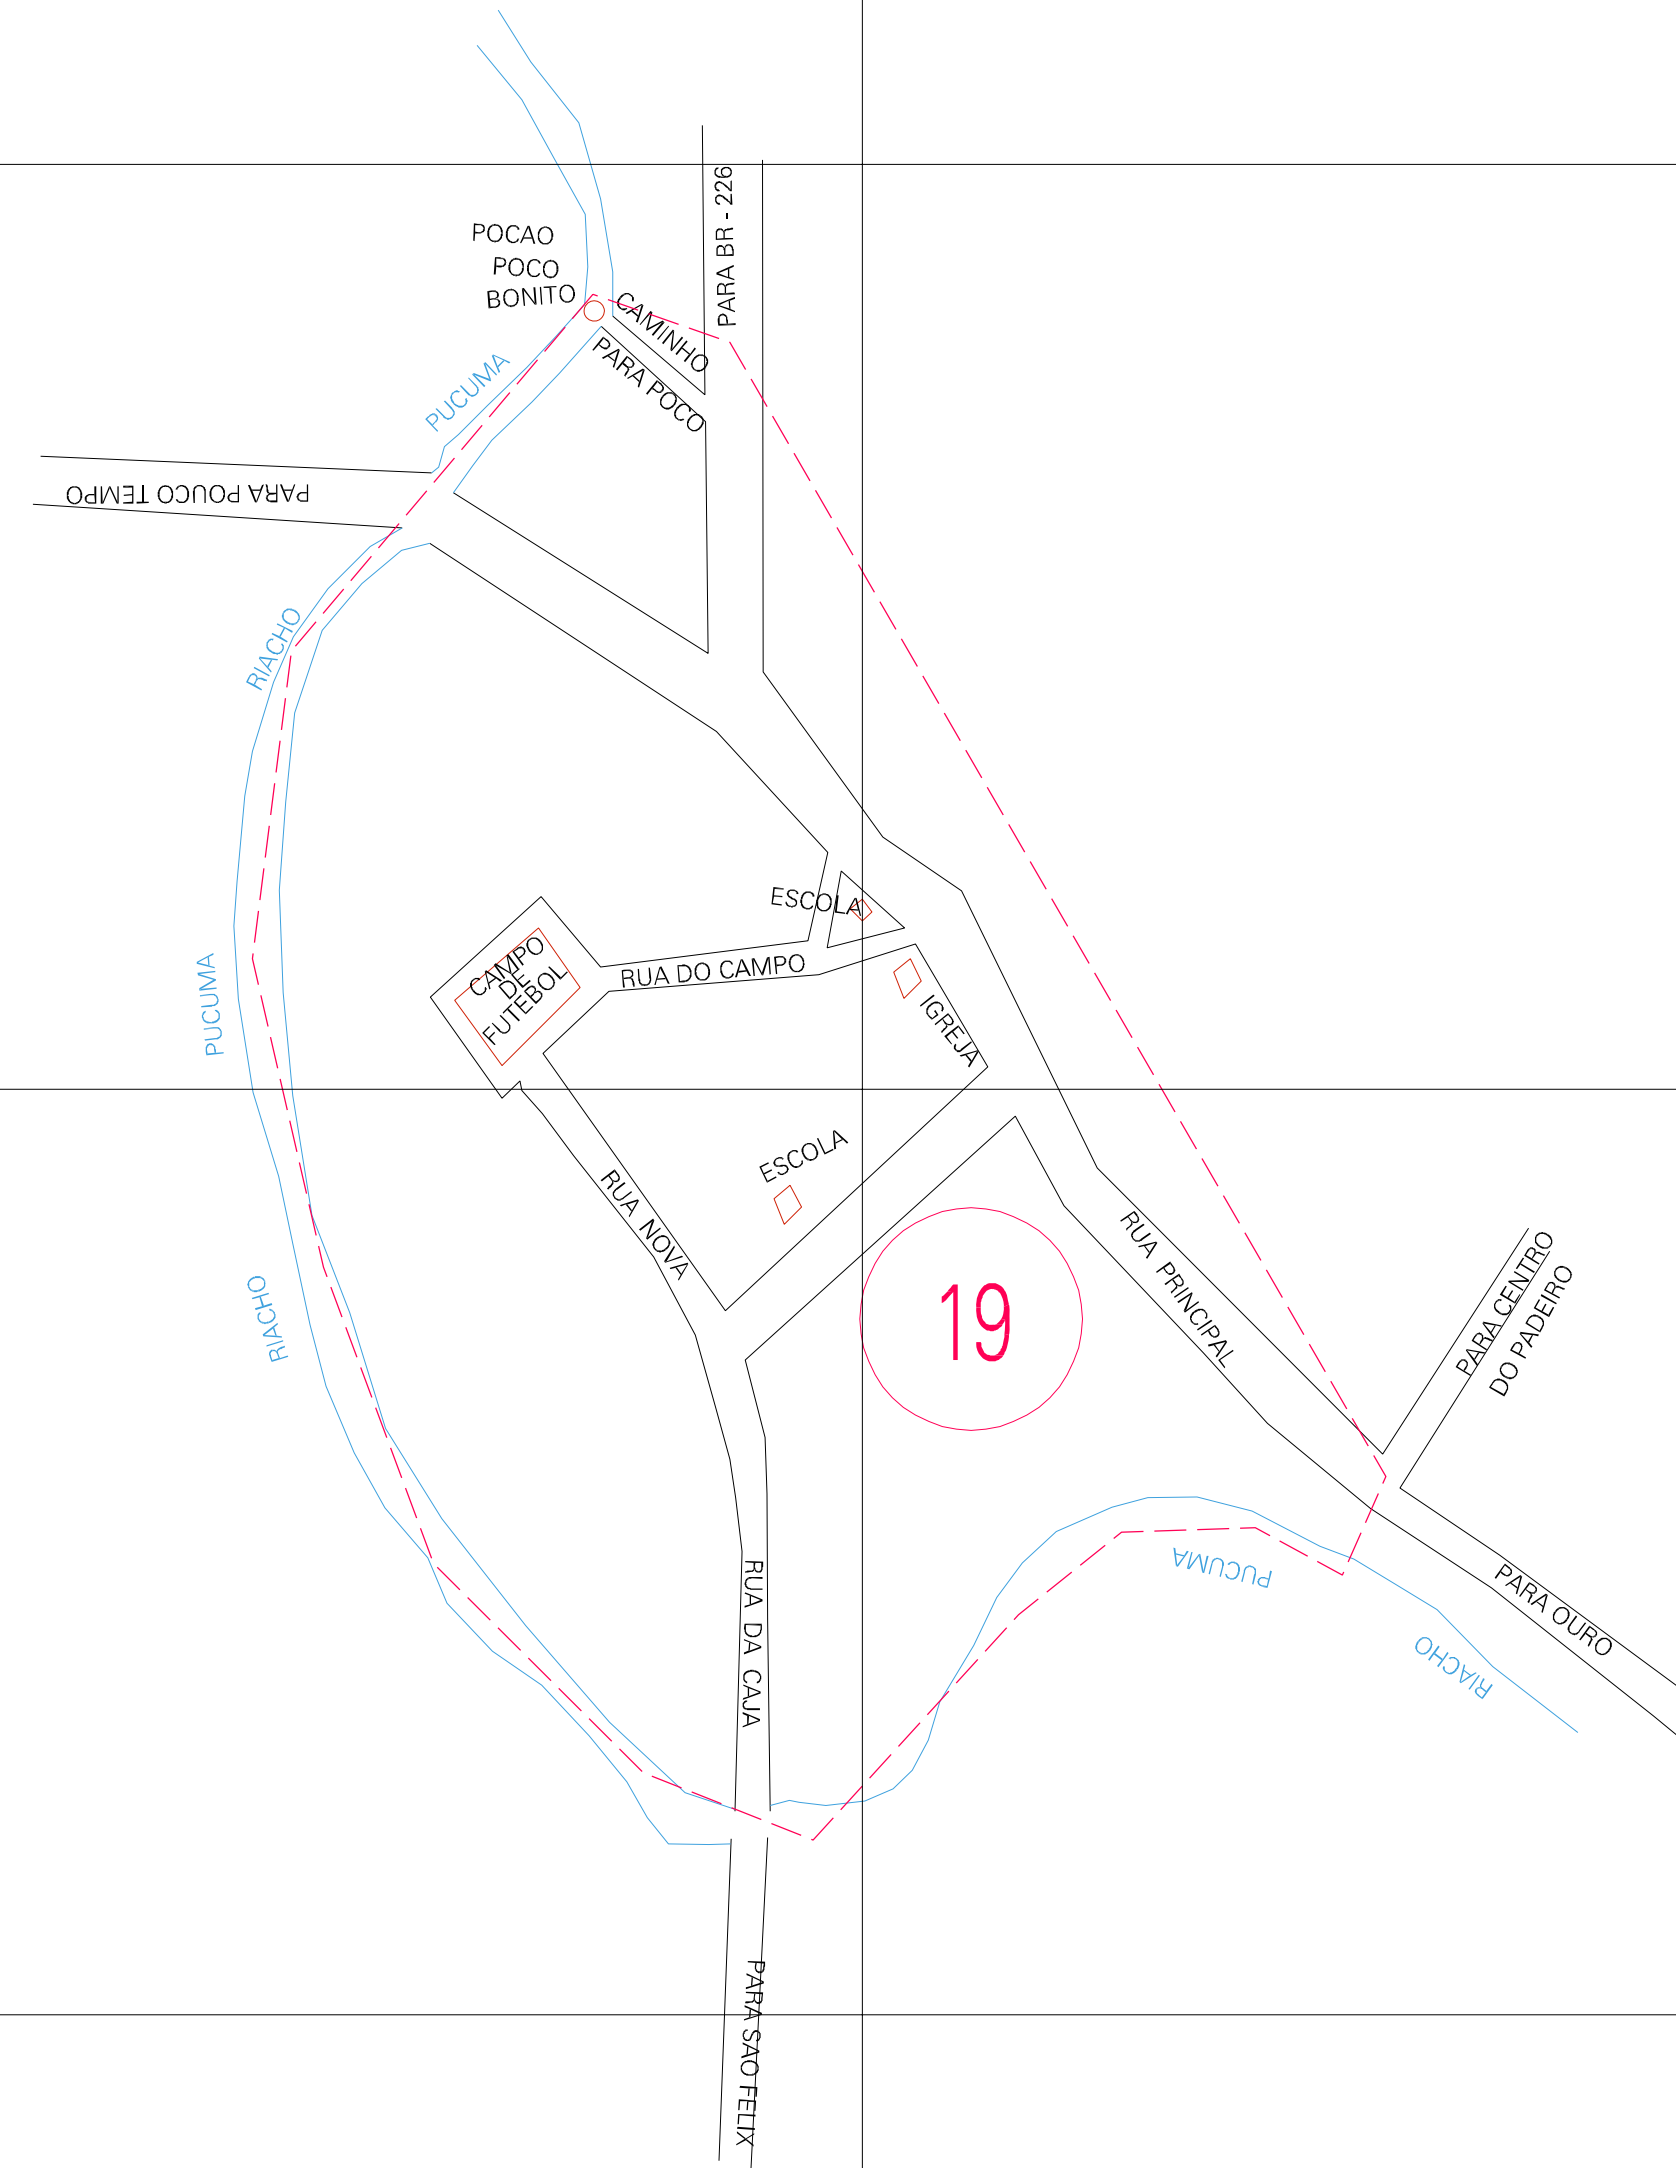 PARA BR - 226
POCAO
POCO
BONITO
CAMINHO
PARA POCO
PUCUMA
PARA POUCO TEMPO
RIACHO
ESCOLA
CAMPO
DE
FUTEBOL
RUA DO CAMPO
IGREJA
PUCUMA
ESCOLA
RUA NOVA
RUA PRINCIPAL
PARA CENTRO
DO PADEIRO
RIACHO
19
PUCUMA
RIACHO
PARA OURO
RUA DA CAJA
PARA SAO FELIX